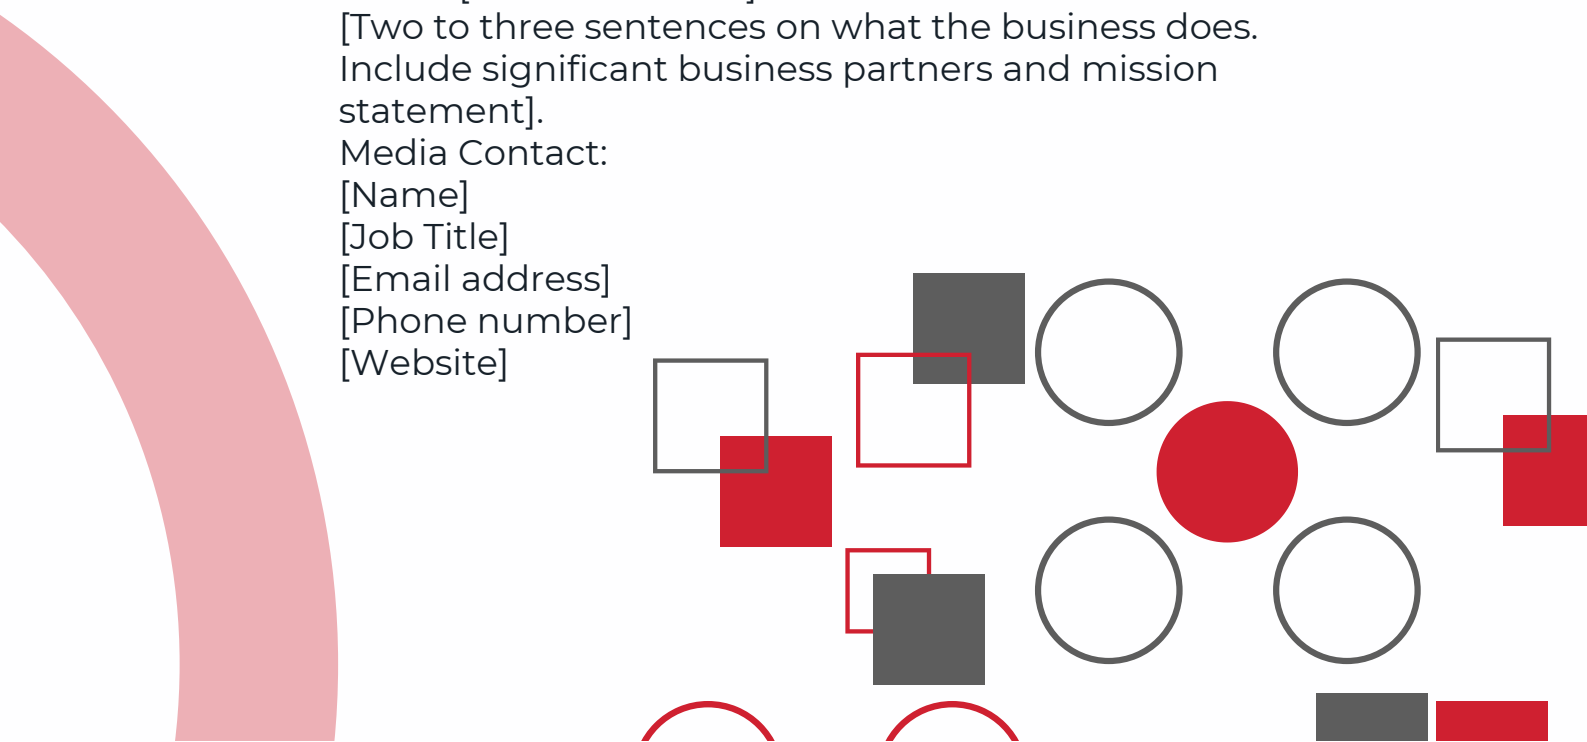 [Two to three sentences on what the business does.
Include significant business partners and mission
statement].
Media Contact:
[Name]
[Job Title]
[Email address]
[Phone number]
[Website]